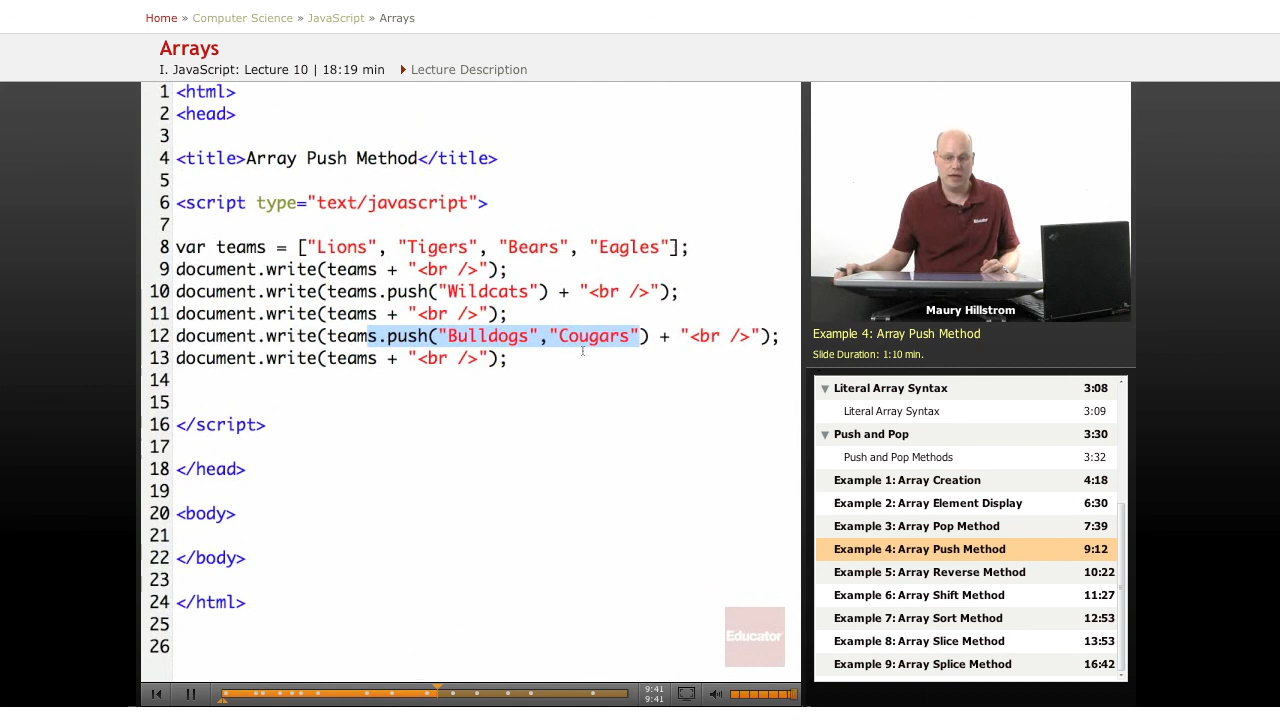 Home » Computer Science » JavaScript » Arrays
Arrays
I. JavaScript: Lecture 10 | 18:19 min
Lecture Description
1 <html>
2 <head>
3
4 <title>Array Push Method</title>
5
6 <script type="text/javascript">
7
8 var teams = ["Lions", "Tigers", "Bears", "Eagles"];
9 document.write(teams + "<br />");
10 document.write(teams.push("Wildcats") + "<br />");
11 document.write(teams + "<br />");
12 document.write(teams.push("Bulldogs","Cougars") + "<br />");
13 document.write(teams + "<br />");
14
15
16 </script>
17
18 </head>
19
20 <body>
21
22 </body>
23
24 </html>
25
26
Educator
9:41
9:41
Educator
Maury Hillstrom
Example 4: Array Push Method
Slide Duration: 1:10 min.
Literal Array Syntax 3:08
Literal Array Syntax 3:09
Push and Pop 3:30
Push and Pop Methods 3:32
Example 1: Array Creation 4:18
Example 2: Array Element Display 6:30
Example 3: Array Pop Method 7:39
Example 4: Array Push Method 9:12
Example 5: Array Reverse Method 10:22
Example 6: Array Shift Method 11:27
Example 7: Array Sort Method 12:53
Example 8: Array Slice Method 13:53
Example 9: Array Splice Method 16:42